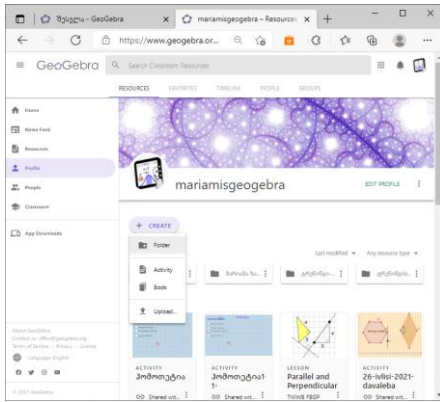 შესვლა - GeoGebra
mariamisgeogebra – Resources
https://www.geogebra.or...
GeoGebra
Search Classroom Resources
RESOURCES FAVORITES TIMELINE PEOPLE GROUPS
Home
News Feed
Resources
Profile
People
Classroom
App Downloads
mariamisgeogebra
EDIT PROFILE
+ CREATE
Folder
Activity
Book
Upload...
Last modified
Any resource type
ACTIVITY
ჰომოთეტია
Shared wit...
ACTIVITY
ჰომოთეტია1
1-
Shared wit...
LESSON
Parallel and
Perpendicular
TVWB FBGP
ACTIVITY
26-ivlisi-2021-
davaleba
Shared wit...
About GeoGebra
Contact us: office@geogebra.org
Terms of Service – Privacy – License
Language: English
© 2021 GeoGebra